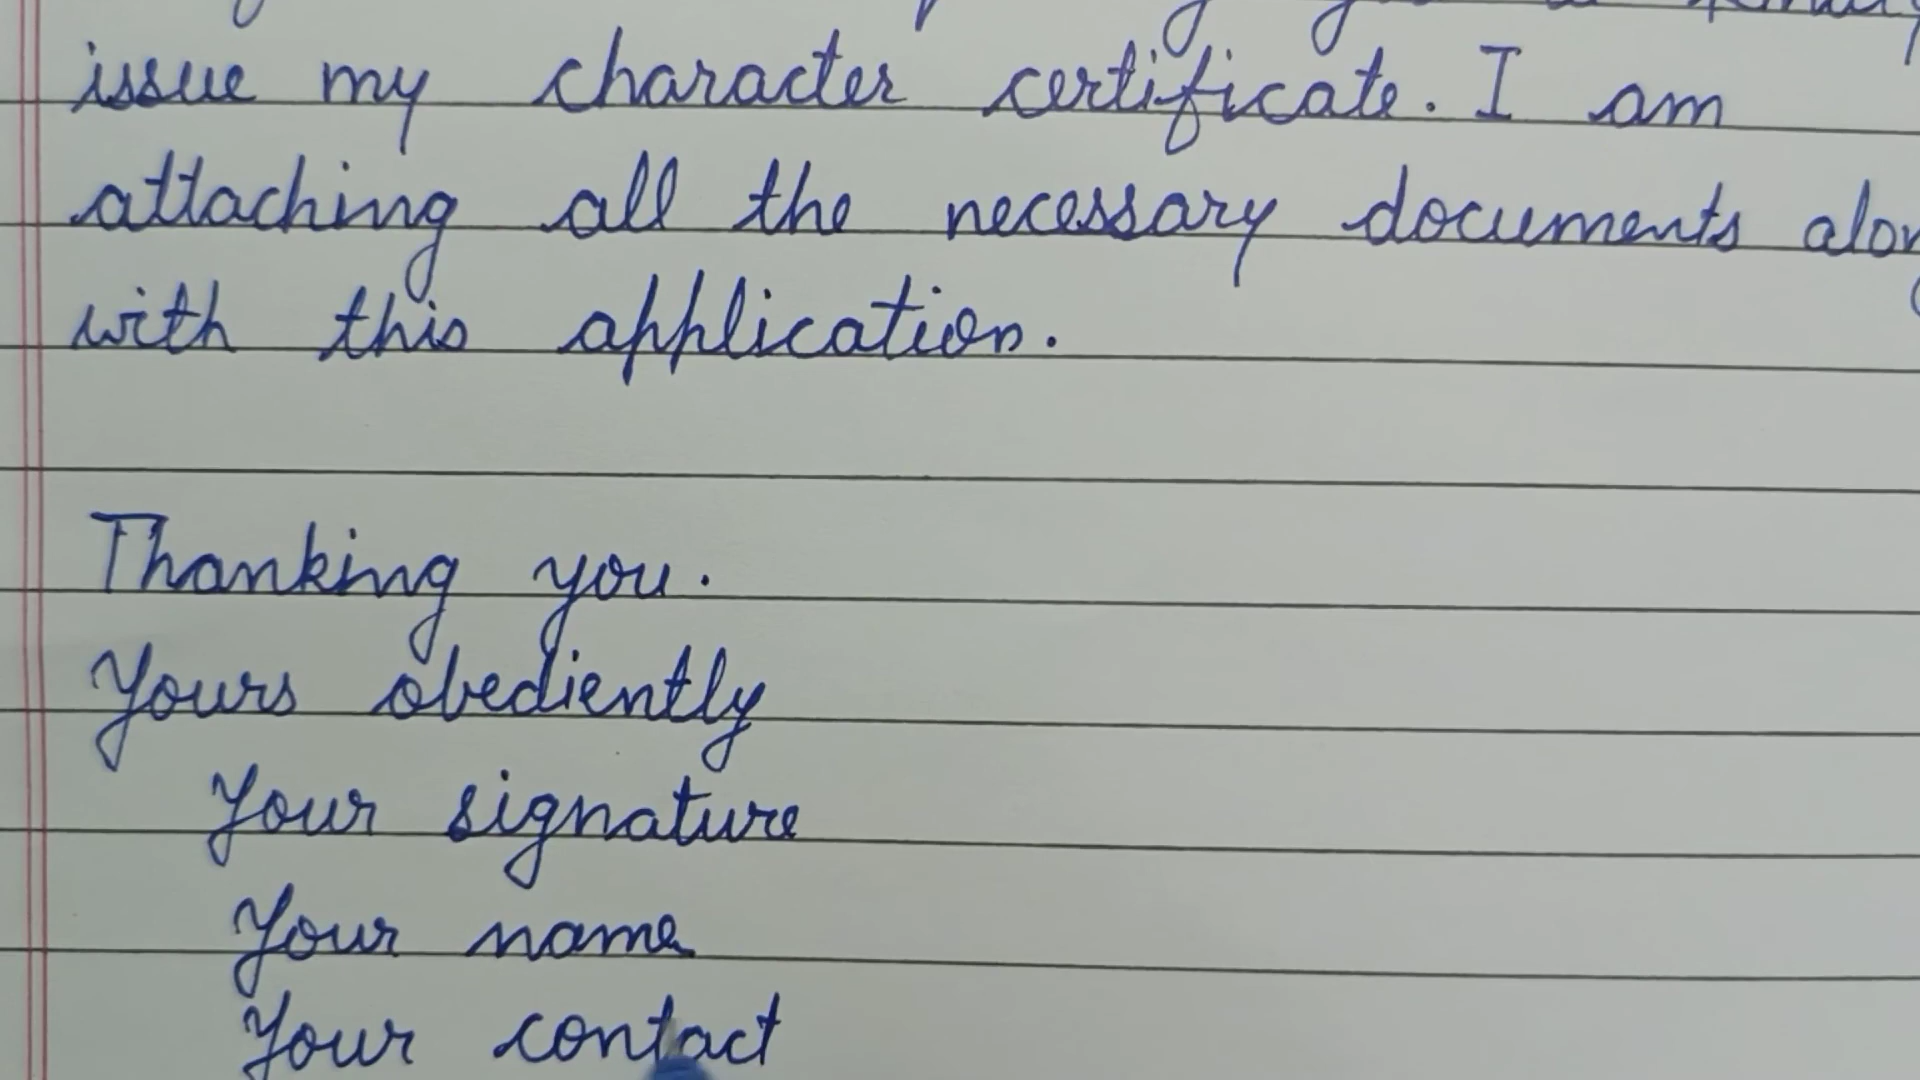 issue my character certificate. I am
attaching all the necessary documents
with this application.
Thanking you.
Yours obediently
Your signature
Your name
Your contact